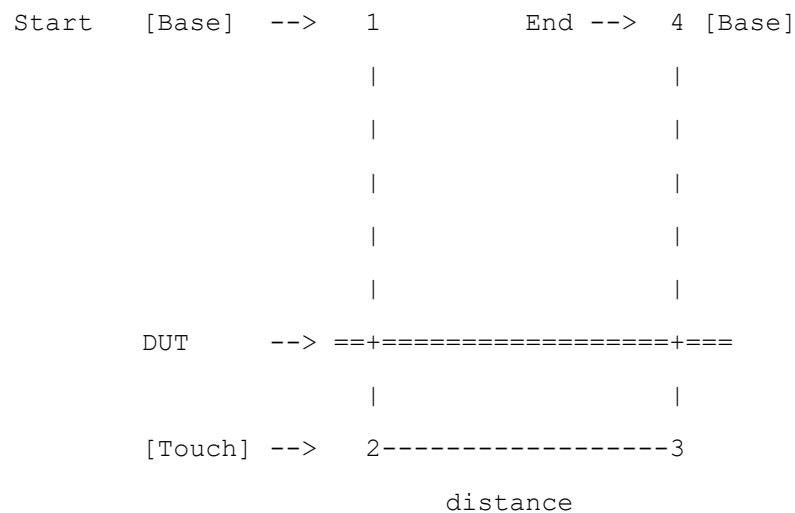 Start   [Base]  -->  1         End -->  4 [Base]
                       |                  |
                       |                  |
                       |                  |
                       |                  |
                       |                  |
        DUT     --> ==+==================+===
                       |                  |
        [Touch] -->  2------------------3
                           distance